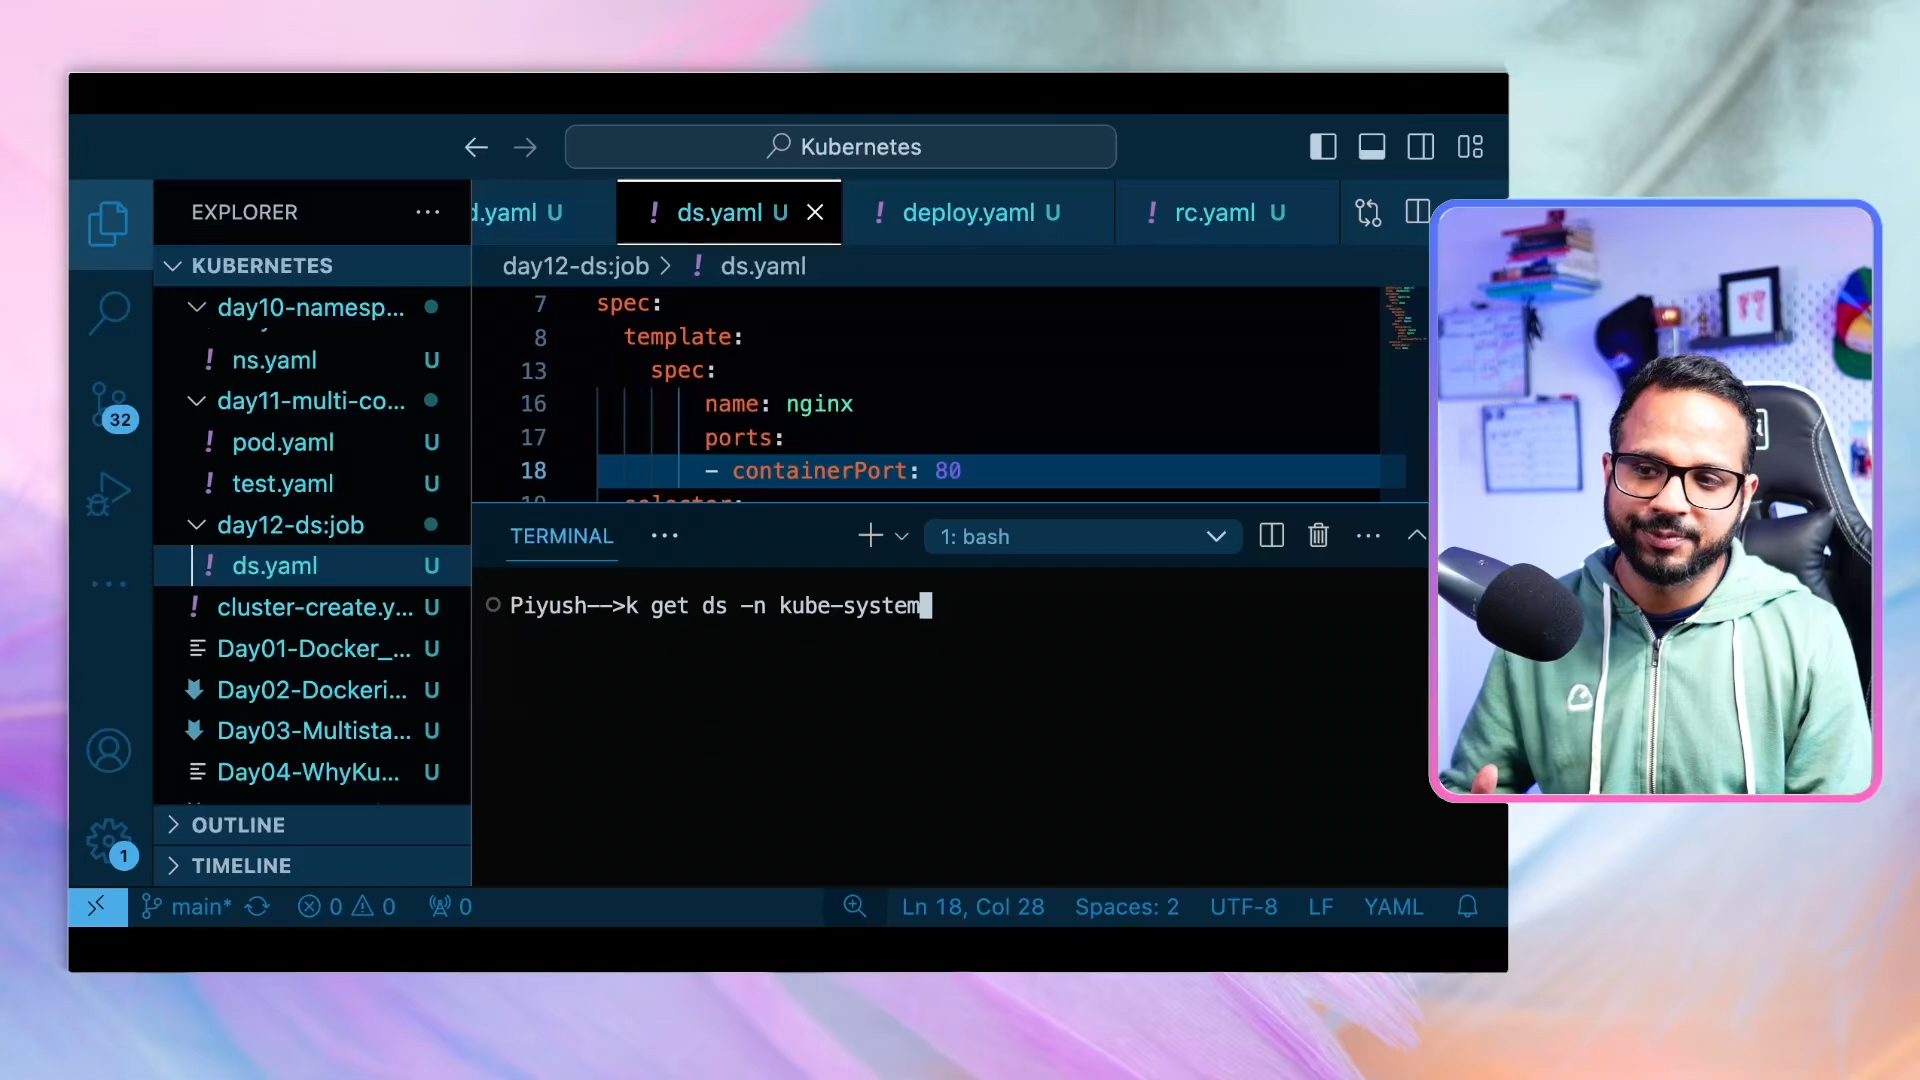 Kubernetes
EXPLORER
d.yaml U
! ds.yaml U
! deploy.yaml U
! rc.yaml U
KUBERNETES
day12-ds:job > ! ds.yaml
day10-namesp...
! ns.yaml U
day11-multi-co...
! pod.yaml U
! test.yaml U
day12-ds:job
! ds.yaml U
! cluster-create.y... U
Day01-Docker_... U
Day02-Dockeri... U
Day03-Multista... U
Day04-WhyKu... U
OUTLINE
TIMELINE
32
1
7 spec:
8 template:
13 spec:
16 name: nginx
17 ports:
18 - containerPort: 80
19 selector:
TERMINAL
1: bash
Piyush-->k get ds -n kube-system
main* 0 0 0
Ln 18, Col 28 Spaces: 2 UTF-8 LF YAML